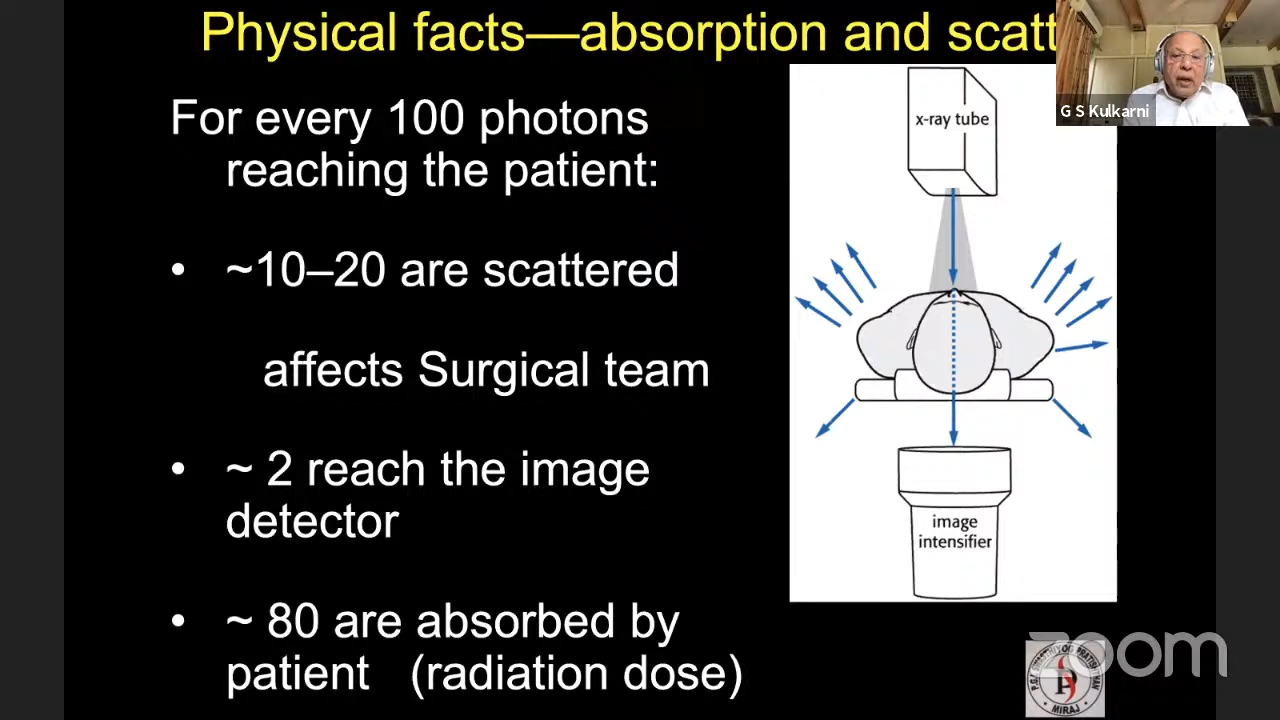 Physical facts—absorption and scatt
G S Kulkarni
For every 100 photons
reaching the patient:
• ~10–20 are scattered
affects Surgical team
• ~ 2 reach the image
detector
• ~ 80 are absorbed by
patient (radiation dose)
x-ray tube
image
intensifier
zoom
MIRAJ